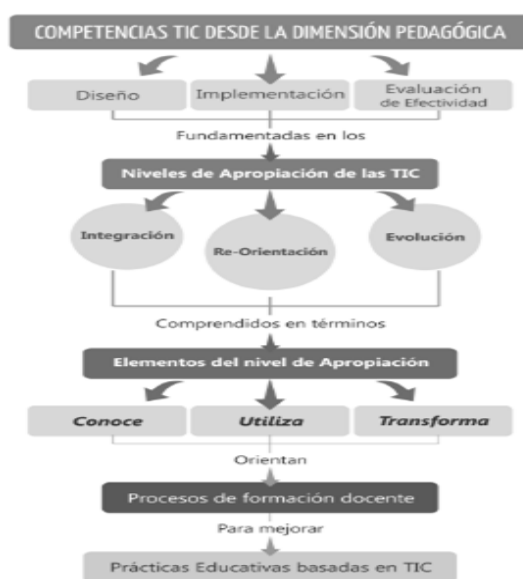 COMPETENCIAS TIC DESDE LA DIMENSIÓN PEDAGÓGICA
Diseño
Implementación
Evaluación
de Efectividad
Fundamentadas en los
Niveles de Apropiación de las TIC
Integración
Re-Orientación
Evolución
Comprendidos en términos
Elementos del nivel de Apropiación
Conoce
Utiliza
Transforma
Orientan
Procesos de formación docente
Para mejorar
Prácticas Educativas basadas en TIC